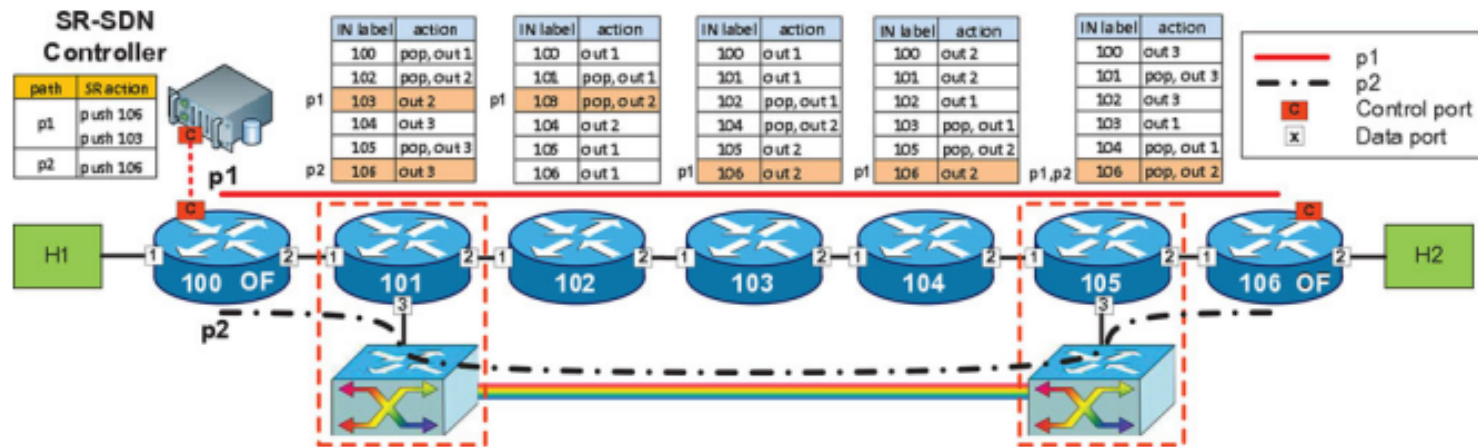 SR-SDN
Controller
path SR action
p1 push 106
push 103
p2 push 106
C
IN label action
100 pop, out 1
102 pop, out 2
p1 103 out 2
104 out 3
105 pop, out 3
p2 106 out 3
IN label action
100 out 1
101 pop, out 1
p1 103 pop, out 2
104 out 2
105 out 1
106 out 1
IN label action
100 out 1
101 out 1
102 pop, out 1
104 pop, out 2
105 out 2
p1 106 out 2
IN label action
100 out 2
101 out 2
102 out 1
103 pop, out 1
105 pop, out 2
p1 106 out 2
IN label action
100 out 3
101 pop, out 3
102 out 3
103 out 1
104 pop, out 1
p1,p2 106 pop, out 2
p1
p2
C Control port
x Data port
p1
C
C
H1
1 2
100 OF
1 2
101
3
1 2
102
1 2
103
1 2
104
1 2
105
3
1 2
106 OF
H2
p2